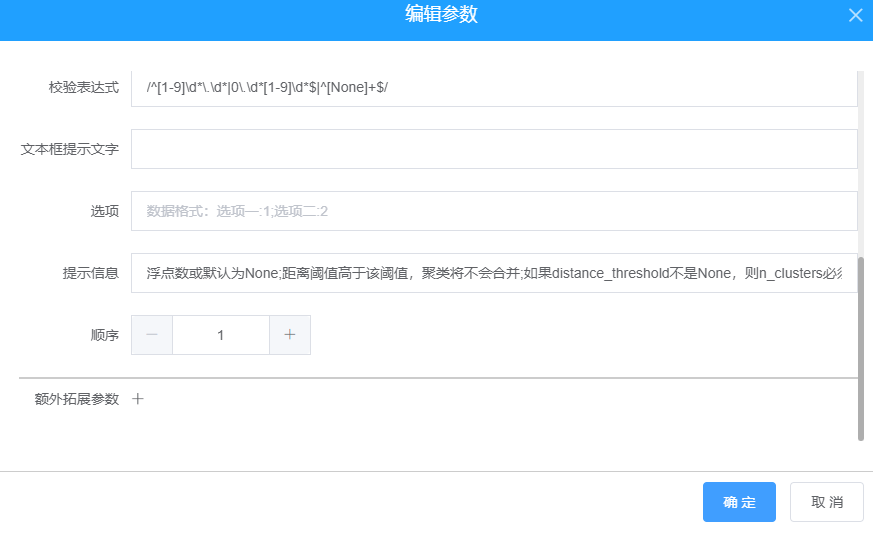 编辑参数
校验表达式 /^[1-9]\d*\.\d*|0\.\d*[1-9]\d*$|^[None]+$/
文本框提示文字
选项 数据格式：选项一:1;选项二:2
提示信息 浮点数或默认为None;距离阈值高于该阈值，聚类将不会合并;如果distance_threshold不是None，则n_clusters必
顺序 1
额外拓展参数
确定 取消